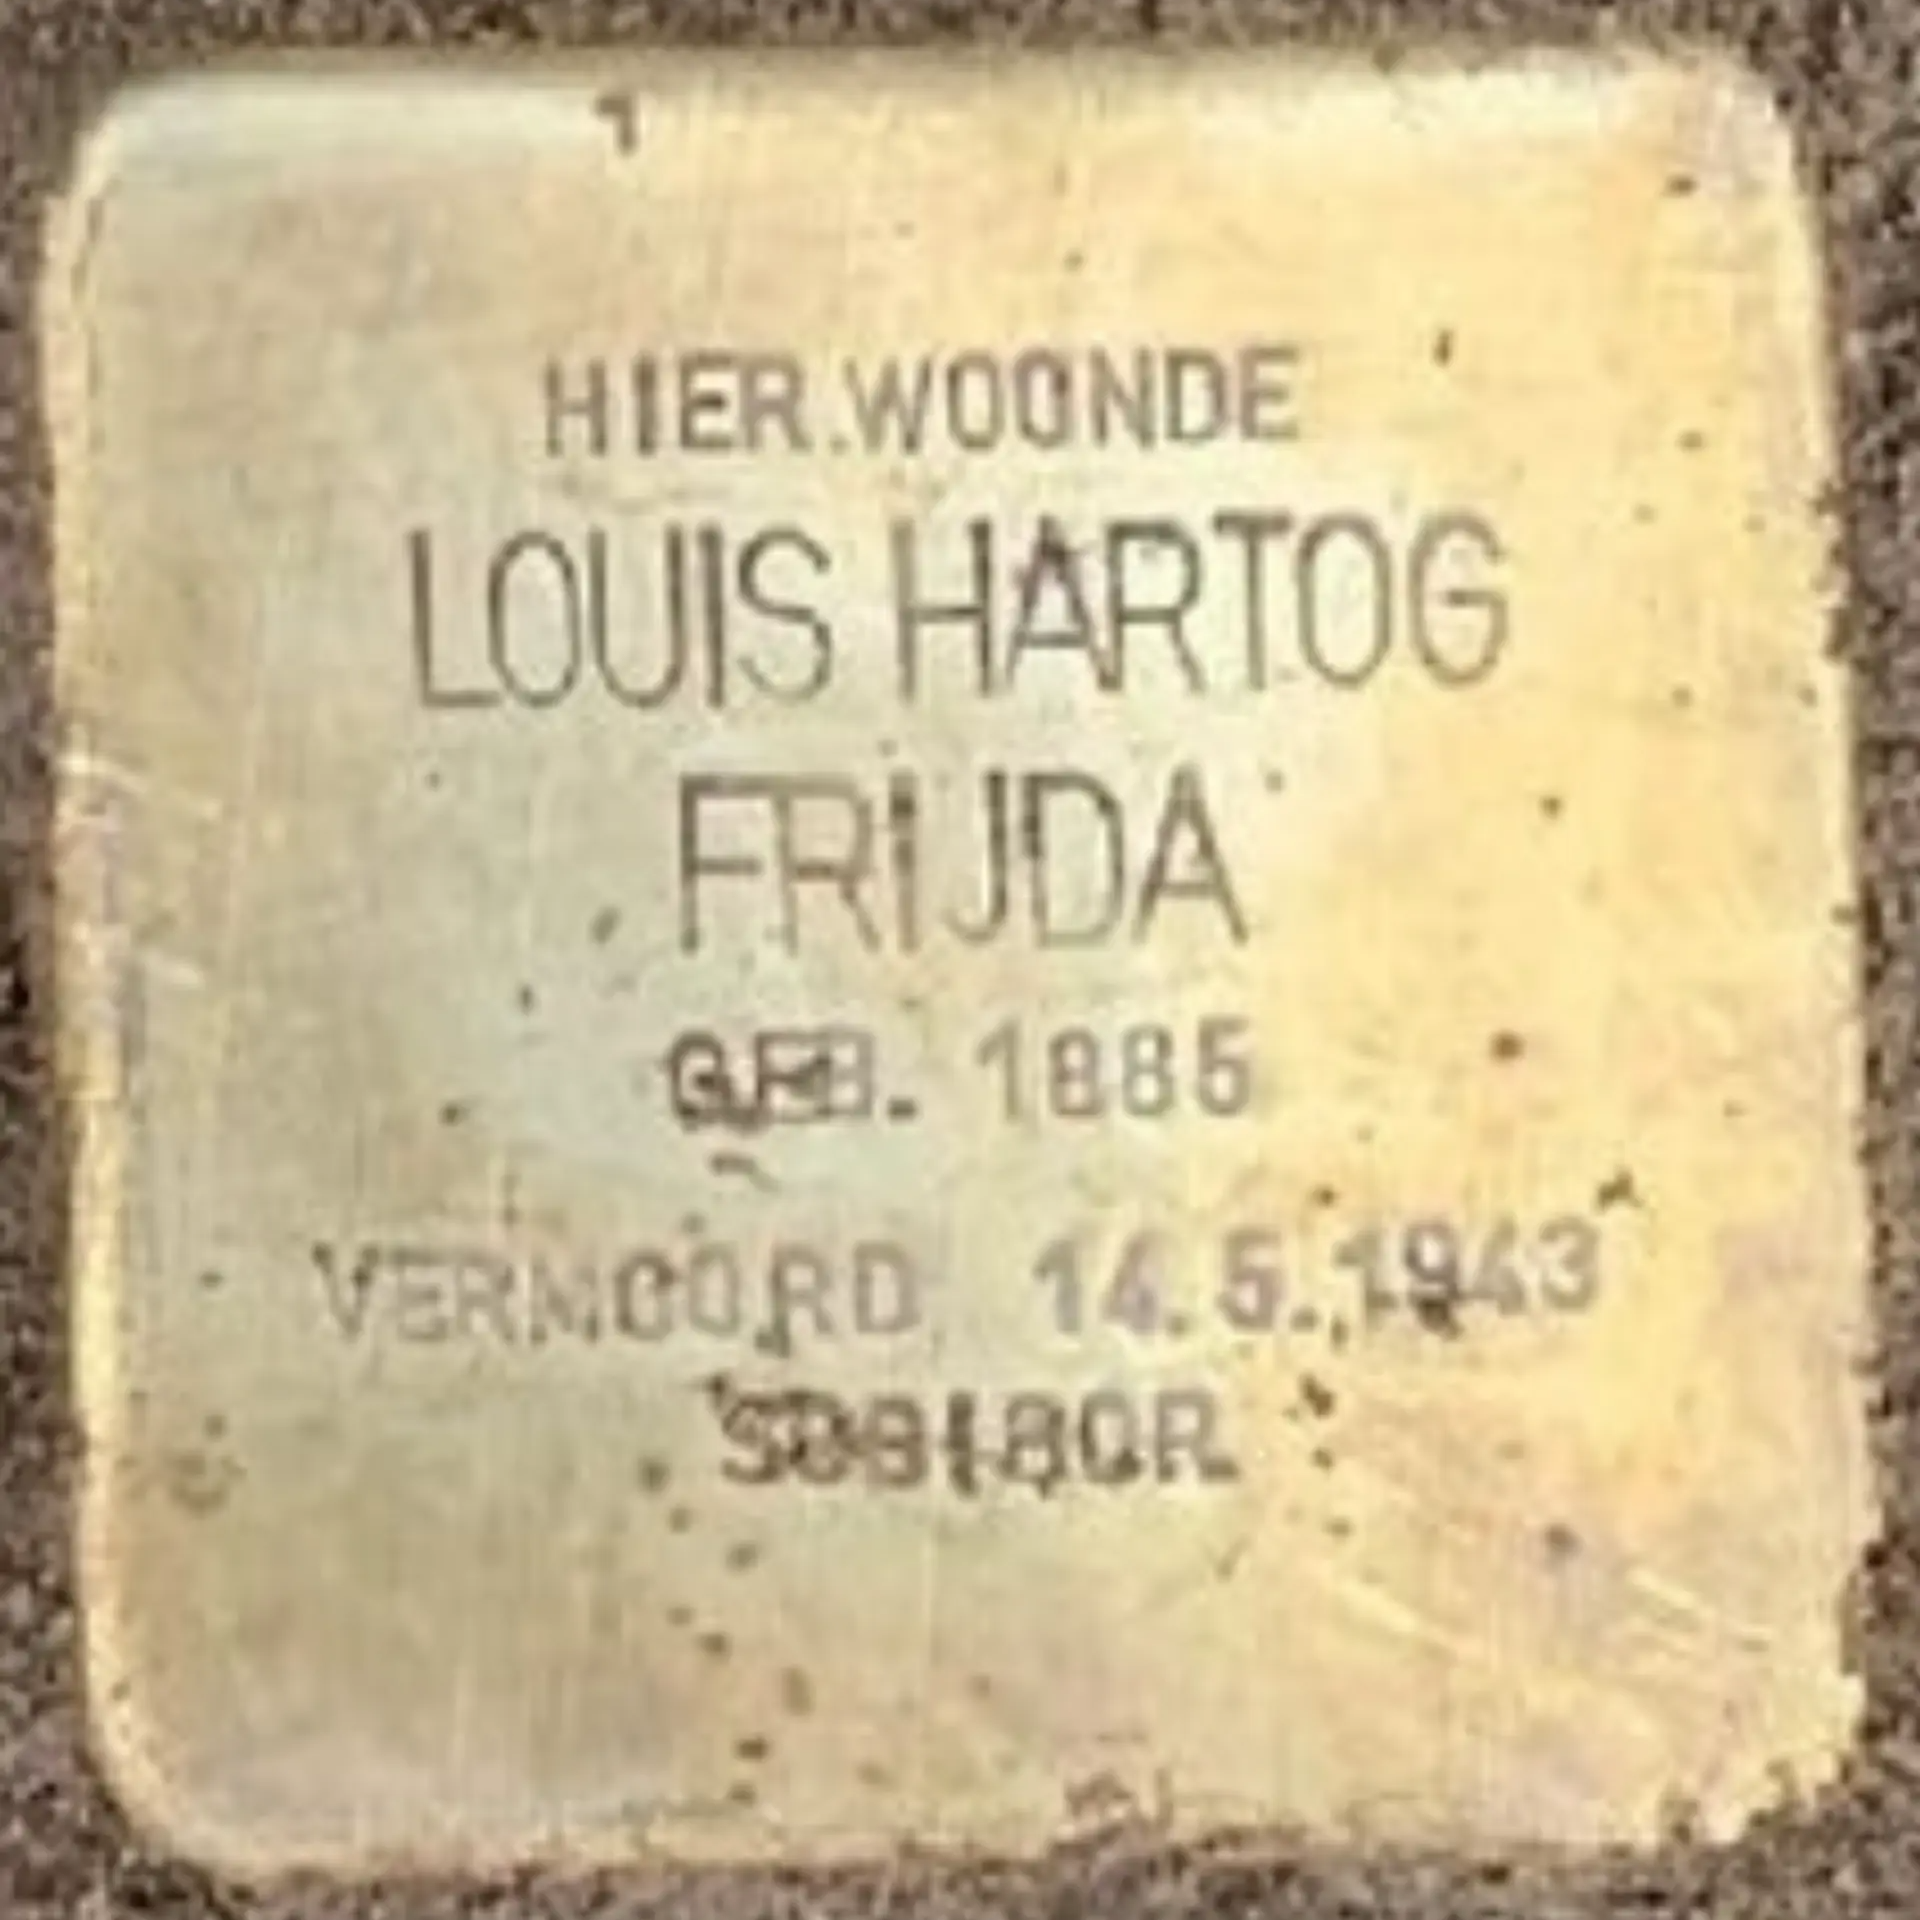 HIER WOONDE
LOUIS HARTOG
FRIJDA
GEB. 1885
VERMOORD 14.5.1943
SOBIBOR